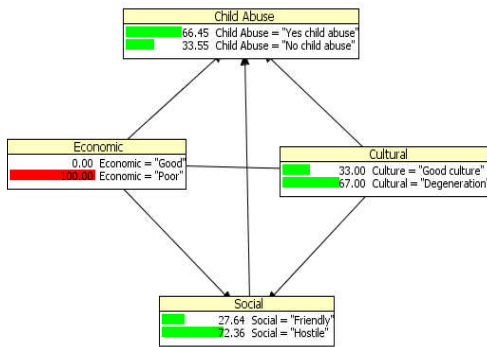 Child Abuse
66.45 Child Abuse = "Yes child abuse"
33.55 Child Abuse = "No child abuse"
Economic
0.00 Economic = "Good"
100.00 Economic = "Poor"
Cultural
33.00 Culture = "Good culture"
67.00 Cultural = "Degeneration"
Social
27.64 Social = "Friendly"
72.36 Social = "Hostile"